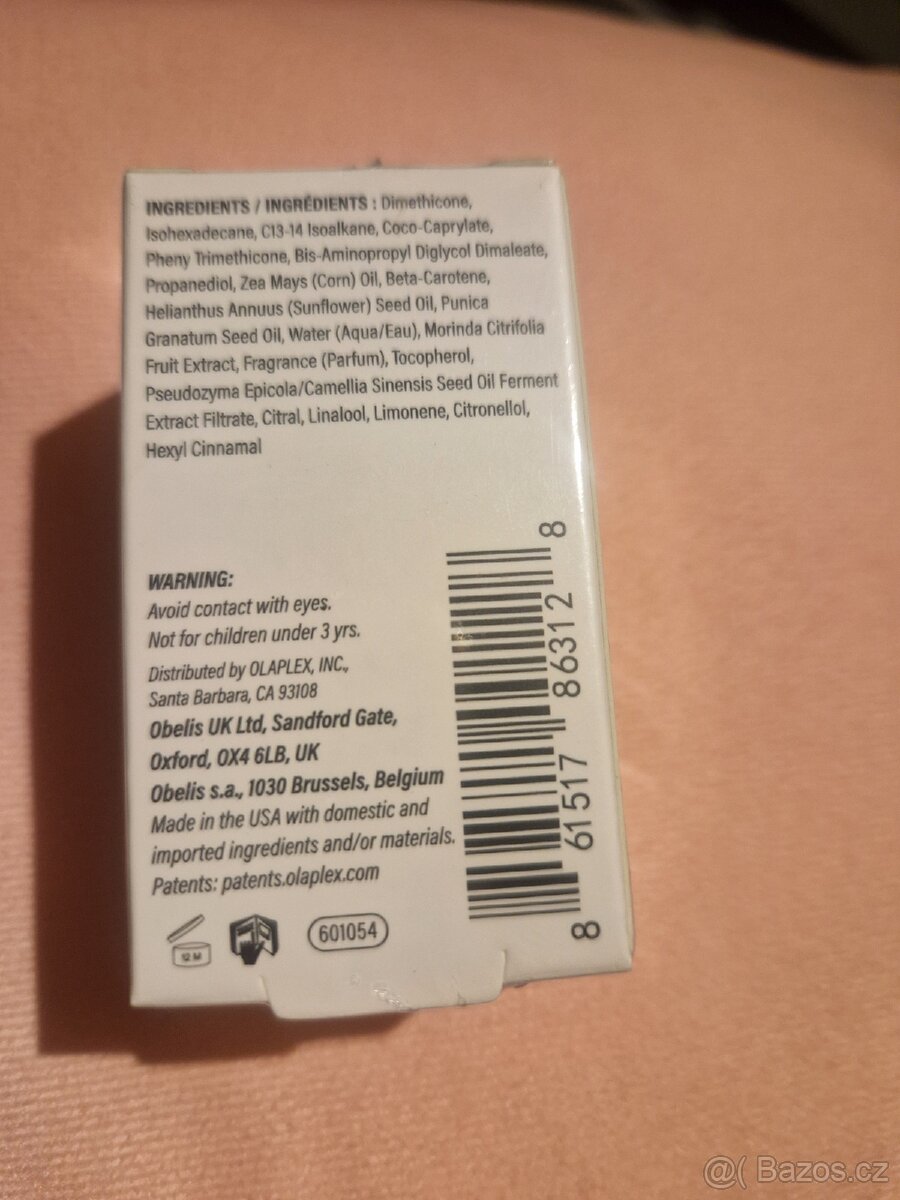 INGREDIENTS / INGRÉDIENTS : Dimethicone,
Isohexadecane, C13-14 Isoalkane, Coco-Caprylate,
Pheny Trimethicone, Bis-Aminopropyl Diglycol Dimaleate,
Propanediol, Zea Mays (Corn) Oil, Beta-Carotene,
Helianthus Annuus (Sunflower) Seed Oil, Punica
Granatum Seed Oil, Water (Aqua/Eau), Morinda Citrifolia
Fruit Extract, Fragrance (Parfum), Tocopherol,
Pseudozyma Epicola/Camellia Sinensis Seed Oil Ferment
Extract Filtrate, Citral, Linalool, Limonene, Citronellol,
Hexyl Cinnamal
WARNING:
Avoid contact with eyes.
Not for children under 3 yrs.
Distributed by OLAPLEX, INC.,
Santa Barbara, CA 93108
Obelis UK Ltd, Sandford Gate,
Oxford, OX4 6LB, UK
Obelis s.a., 1030 Brussels, Belgium
Made in the USA with domestic and
imported ingredients and/or materials.
Patents: patents.olaplex.com
12 M
601054
8 61517 86312 8
@( Bazos.cz